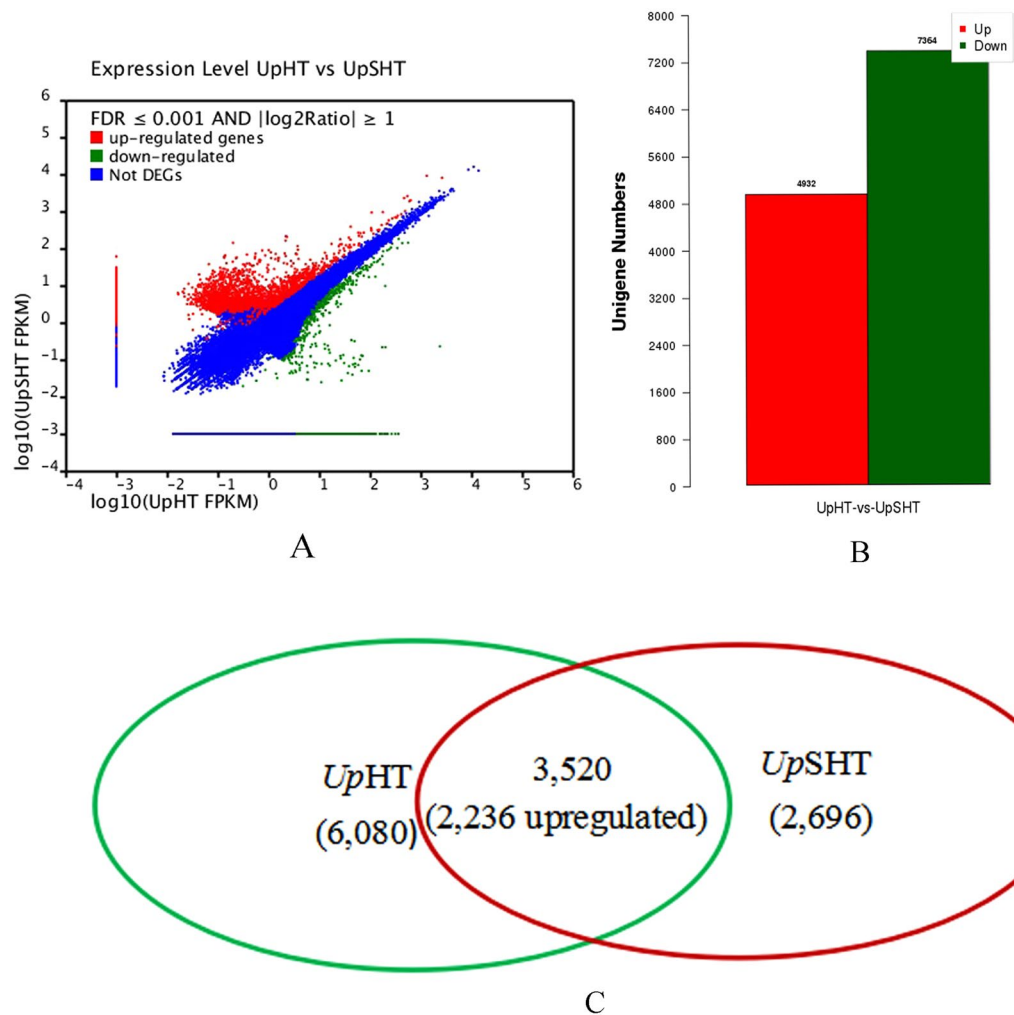 Expression Level UpHT vs UpSHT
FDR ≤ 0.001 AND |log2Ratio| ≥ 1
up-regulated genes
down-regulated
Not DEGs
6
5
4
3
2
1
0
-1
-2
-3
-4
log10(UpSHT FPKM)
-4 -3 -2 -1 0 1 2 3 4 5 6
log10(UpHT FPKM)
A
Up
Down
8000
7200
6400
5600
4800
4000
3200
2400
1600
800
0
Unigene Numbers
4932
7364
UpHT-vs-UpSHT
B
UpHT
(6,080)
3,520
(2,236 upregulated)
UpSHT
(2,696)
C